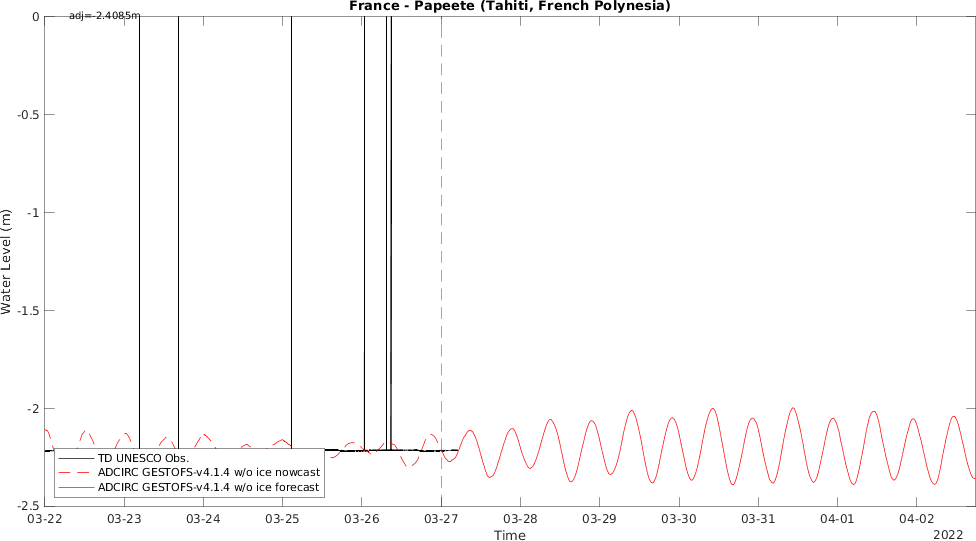 France - Papeete (Tahiti, French Polynesia)
adj=-2.4085m
0
-0.5
-1
-1.5
-2
-2.5
Water Level (m)
TD UNESCO Obs.
ADCIRC GESTOFS-v4.1.4 w/o ice nowcast
ADCIRC GESTOFS-v4.1.4 w/o ice forecast
03-22 03-23 03-24 03-25 03-26 03-27 03-28 03-29 03-30 03-31 04-01 04-02
Time
2022